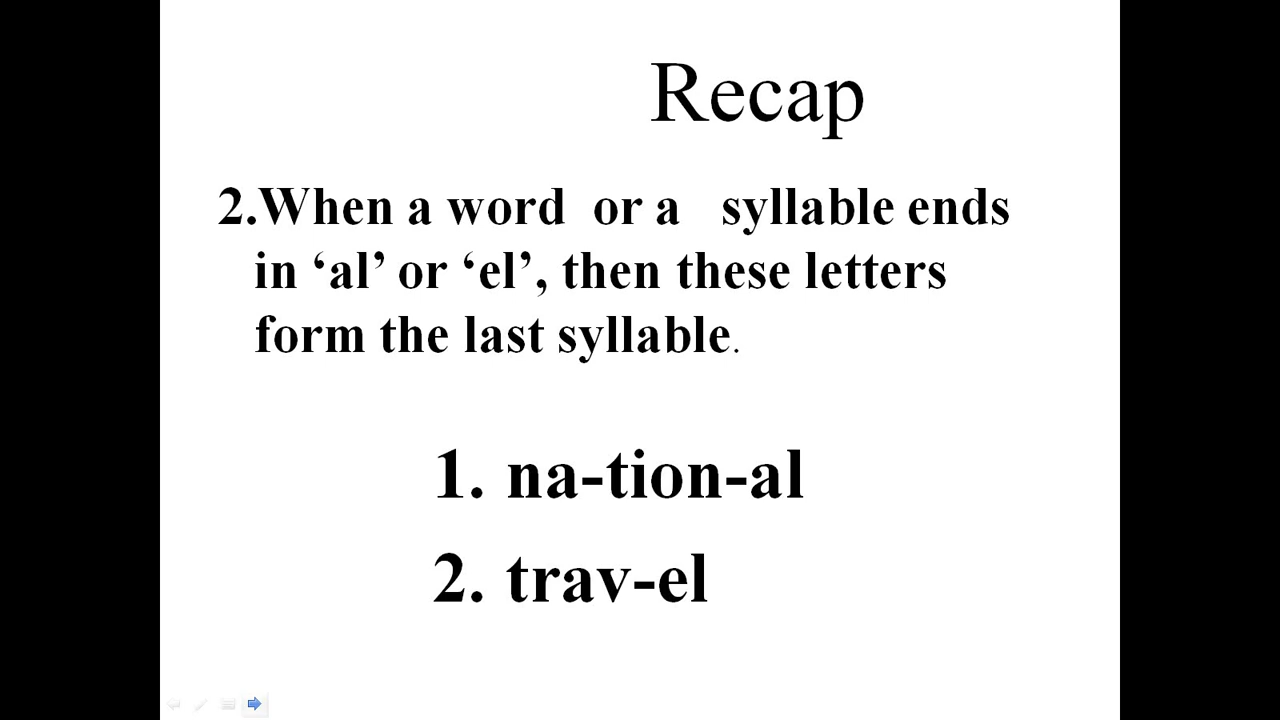 Recap
2.When a word or a syllable ends
in ‘al’ or ‘el’, then these letters
form the last syllable.
1. na-tion-al
2. trav-el